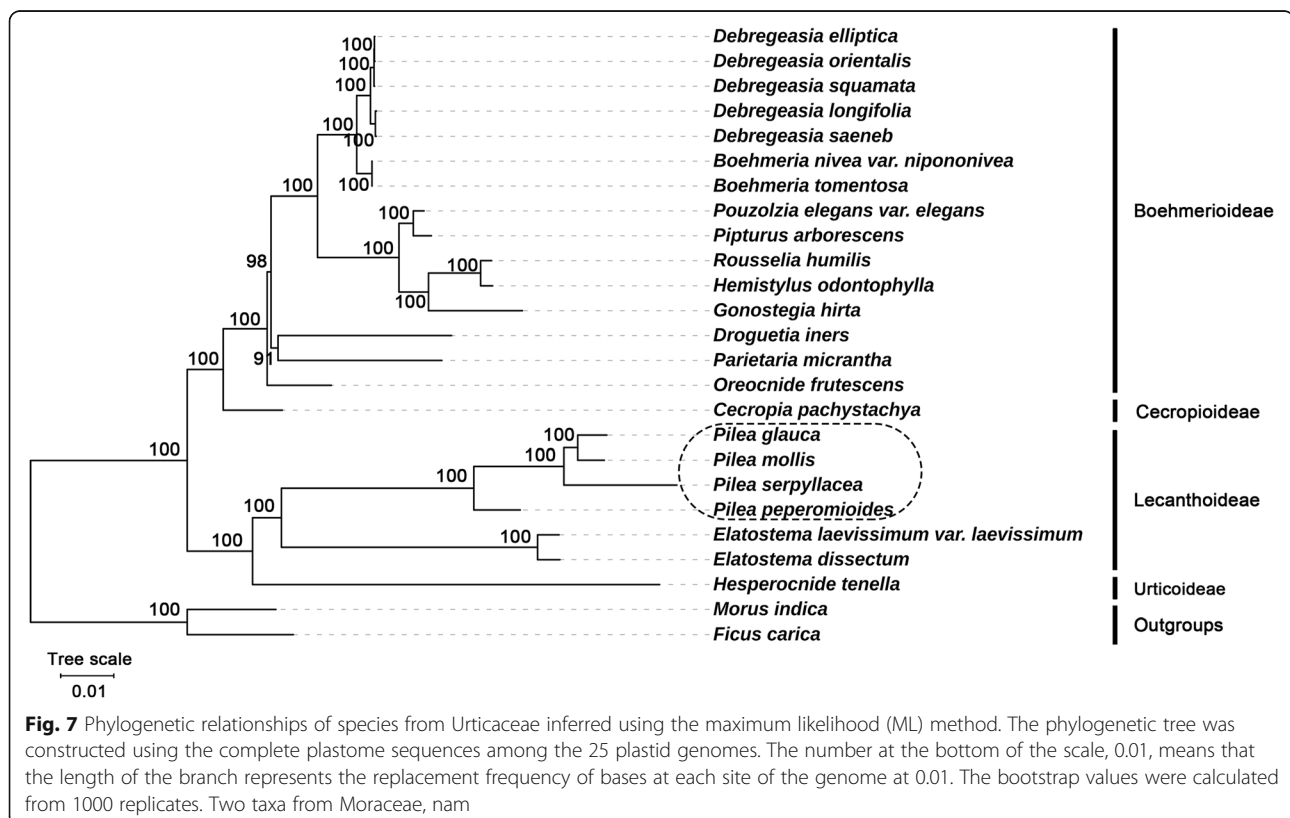 100
Debregeasia elliptica
100
Debregeasia orientalis
100
Debregeasia squamata
100
Debregeasia longifolia
100
Debregeasia saeneb
Boehmeria nivea var. nipononivea
100
Boehmeria tomentosa
100
100
Pouzolzia elegans var. elegans
100
Pipturus arborescens
98
100
Rousselia humilis
Hemistylus odontophylla
100
Gonostegia hirta
100
Droguetia iners
91
100
Parietaria micrantha
Oreocnide frutescens
Cecropia pachystachya
100
Pilea glauca
100
100
Pilea mollis
100
Pilea serpyllacea
100
Pilea peperomioides
100
Elatostema laevissimum var. laevissimum
100
Elatostema dissectum
Hesperocnide tenella
100
Morus indica
Ficus carica
Boehmerioideae
Cecropioideae
Lecanthoideae
Urticoideae
Outgroups
Tree scale
0.01
Fig. 7 Phylogenetic relationships of species from Urticaceae inferred using the maximum likelihood (ML) method. The phylogenetic tree was
constructed using the complete plastome sequences among the 25 plastid genomes. The number at the bottom of the scale, 0.01, means that
the length of the branch represents the replacement frequency of bases at each site of the genome at 0.01. The bootstrap values were calculated
from 1000 replicates. Two taxa from Moraceae, nam